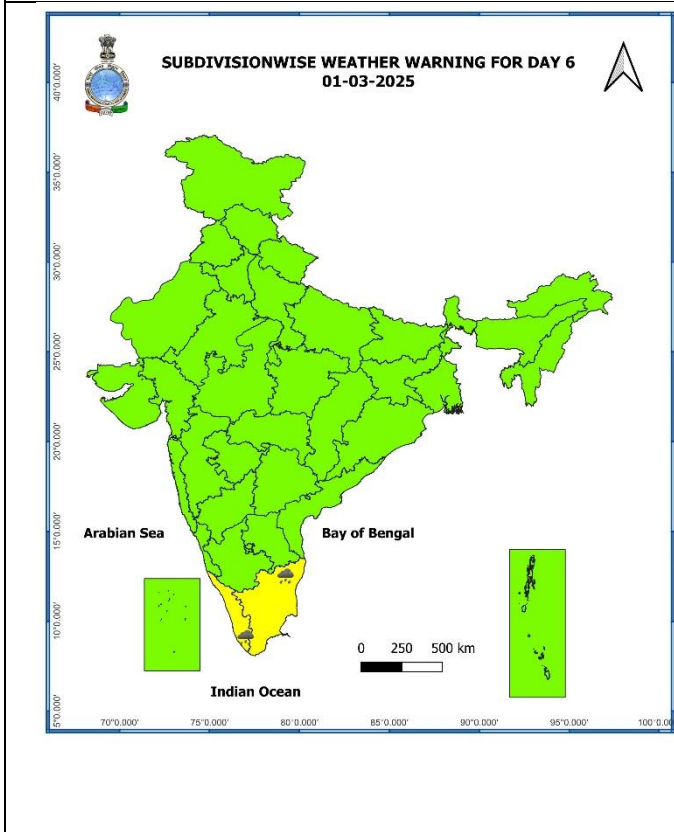 SUBDIVISIONWISE WEATHER WARNING FOR DAY 6
01-03-2025
40°0.000'
35°0.000'
30°0.000'
25°0.000'
20°0.000'
15°0.000'
10°0.000'
5°0.000'
Arabian Sea
Bay of Bengal
0 250 500 km
Indian Ocean
70°0.000' 75°0.000' 80°0.000' 85°0.000' 90°0.000' 95°0.000' 100°0.00